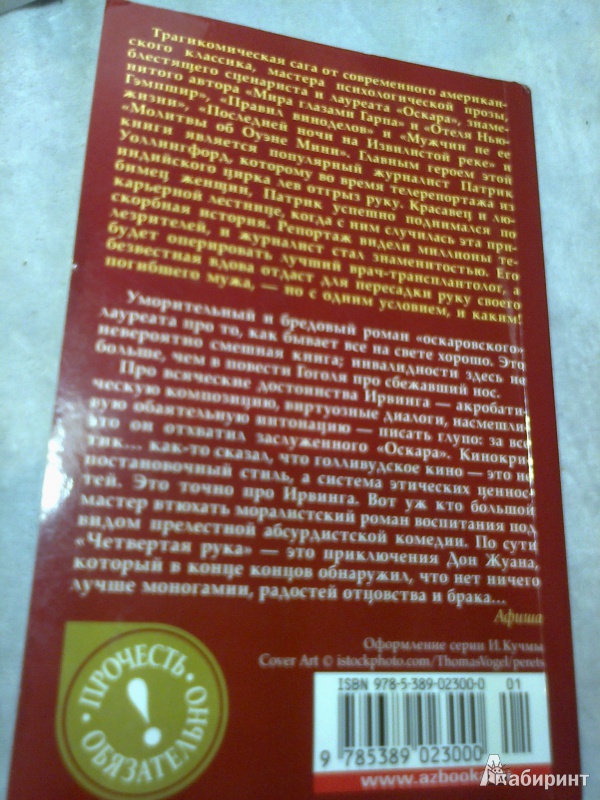 Трагикомическая сага от современного американ-
ского классика, мастера психологической прозы,
блестящего сценариста и лауреата «Оскара», знаме-
нитого автора «Мира глазами Гарпа» и «Отеля Нью-
Гэмпшир», «Правил виноделов» и «Мужчин не ее
жизни», «Последней ночи на Извилистой реке» и
«Молитвы об Оуэне Мини». Главным героем этой
книги является популярный журналист Патрик
Уоллингфорд, которому во время телерепортажа из
индийского цирка лев отгрыз руку. Красавец и лю-
бимец женщин, Патрик успешно поднимался по
карьерной лестнице, когда с ним случилась эта при-
скорбная история. Репортаж видели миллионы те-
лезрителей, и журналист стал знаменитостью. Его
будет оперировать лучший врач-трансплантолог, а
безвестная вдова отдаст для пересадки руку своего
погибшего мужа, — но с одним условием, и каким!
Уморительный и бредовый роман «оскаровского»
лауреата про то, как бывает все на свете хорошо. Это
невероятно смешная книга; инвалидности здесь не
больше, чем в повести Гоголя про сбежавший нос.
Про всяческие достоинства Ирвинга — акробати-
ческую композицию, виртуозные диалоги, насмешли
вую обаятельную интонацию — писать глупо: за все
это он отхватил заслуженного «Оскара». Кинокри
тик... как-то сказал, что голливудское кино — это не
постановочный стиль, а система этических ценнос-
тей. Это точно про Ирвинга. Вот уж кто большой
мастер втюхать моралистский роман воспитания под
видом прелестной абсурдистской комедии. По сути
«Четвертая рука» — это приключения Дон Жуана,
который в конце концов обнаружил, что нет ничего
лучше моногамии, радостей отцовства и брака...
Афиша
Оформление серии И. Кучмы
Cover Art © istockphoto.com / ThomasVogel / perets
ПРОЧЕСТЬ • ОБЯЗАТЕЛЬНО •
!
ISBN 978-5-389-02300-0 01
9 785389 023000
www.azbook
Лабиринт